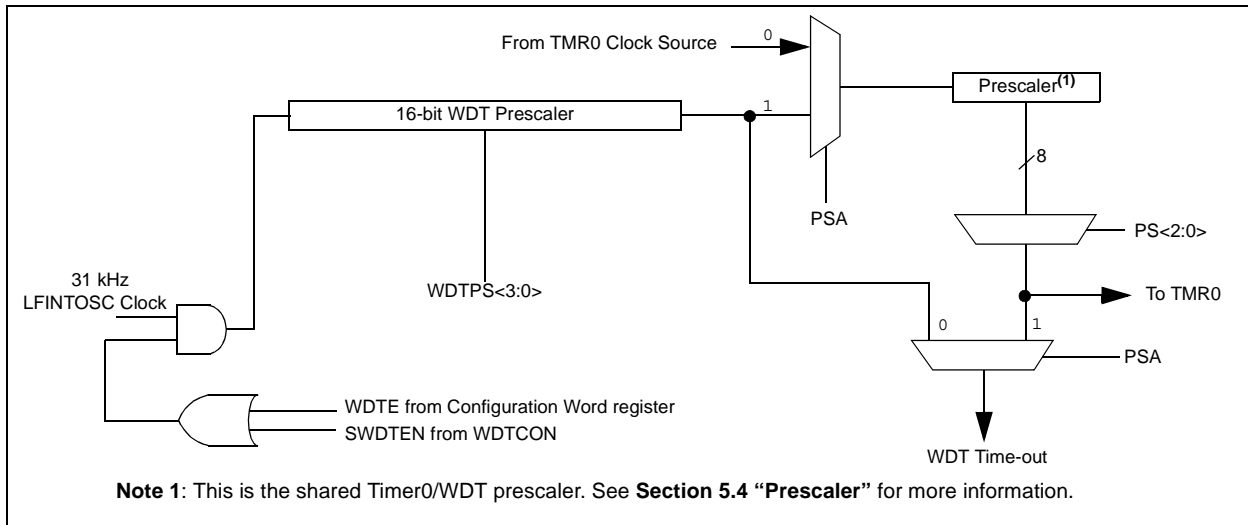 From TMR0 Clock Source
0
Prescaler(1)
16-bit WDT Prescaler
1
8
PSA
PS<2:0>
31 kHz
LFINTOSC Clock
WDTPS<3:0>
To TMR0
0
1
PSA
WDTE from Configuration Word register
SWDTEN from WDTCON
WDT Time-out
Note 1: This is the shared Timer0/WDT prescaler. See Section 5.4 “Prescaler” for more information.